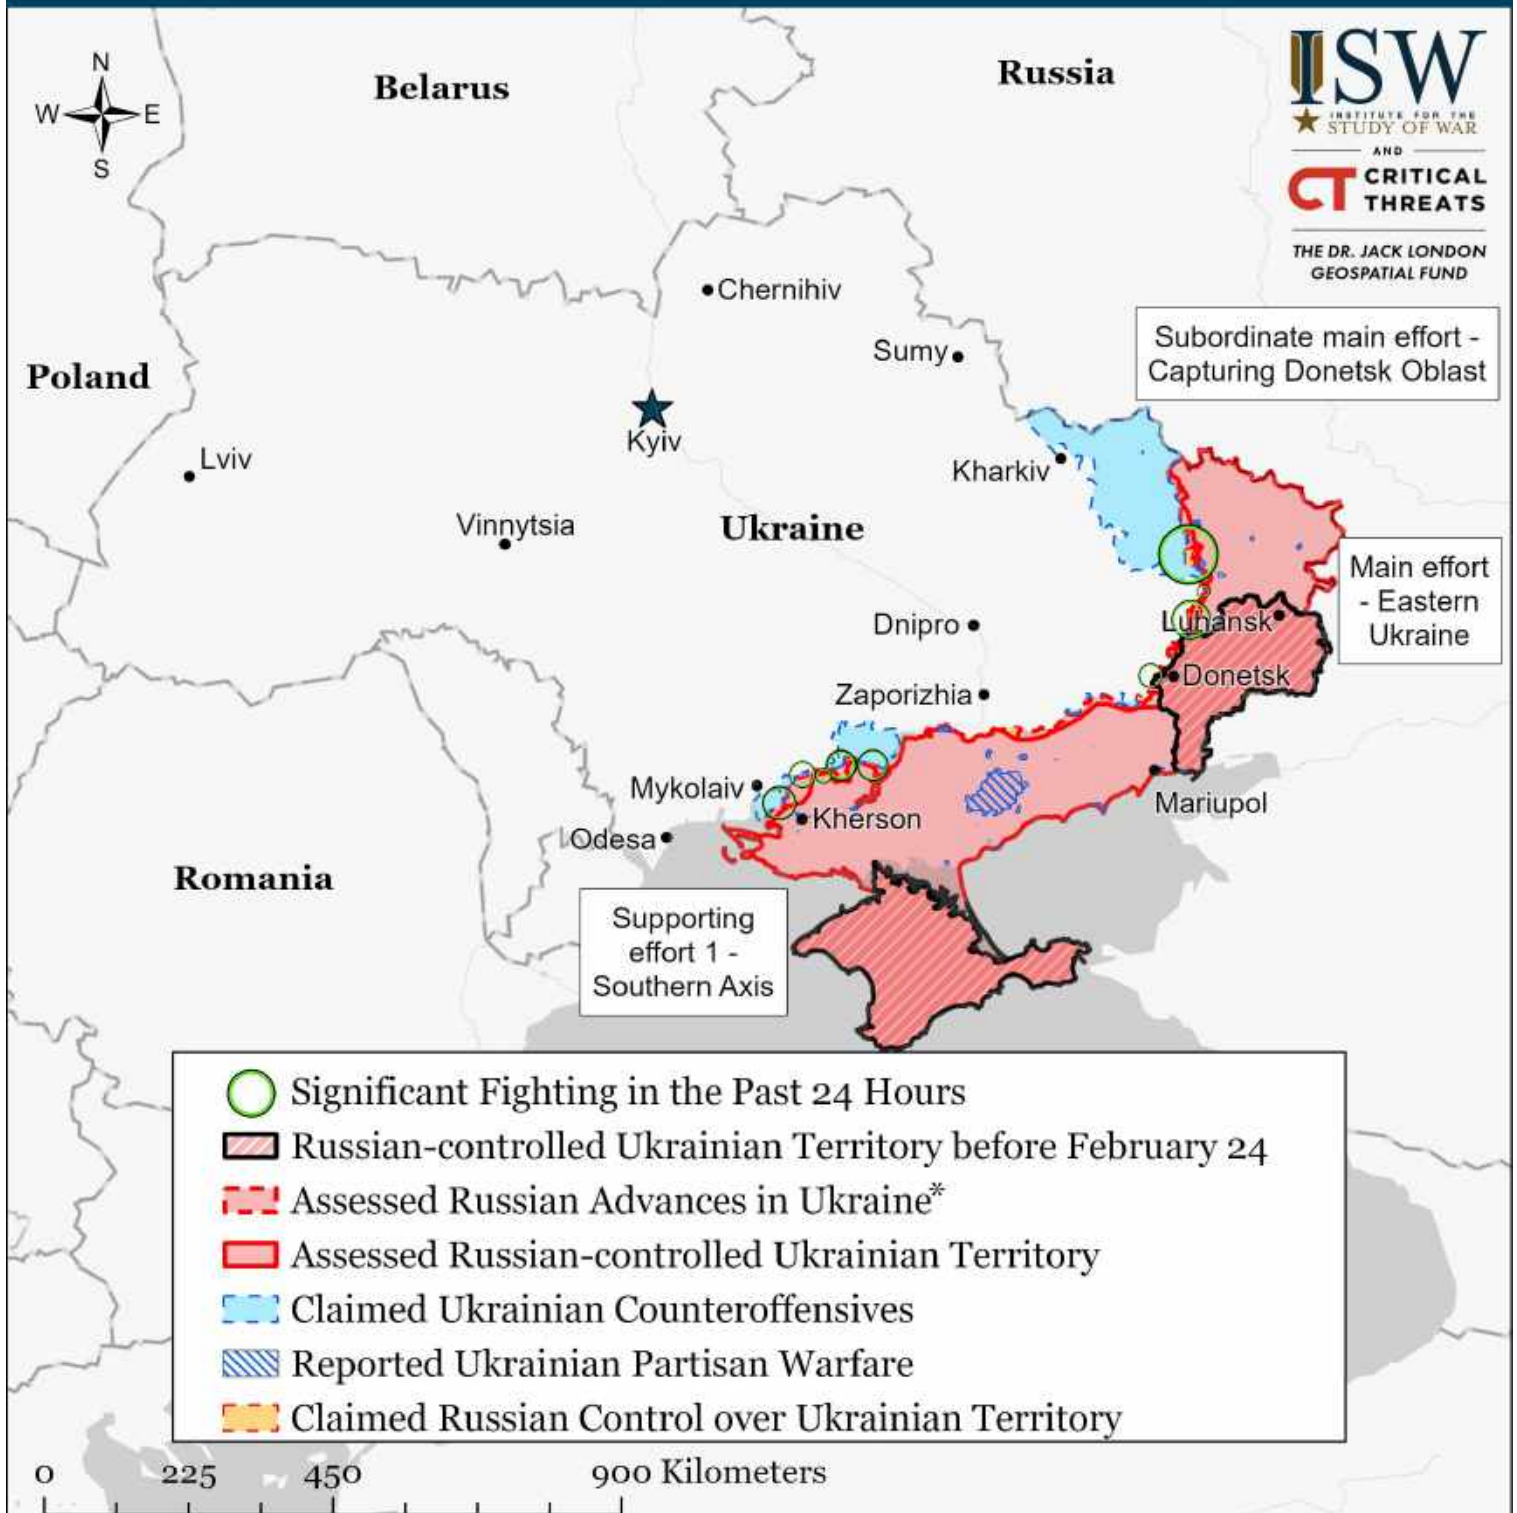 N
W E
S
Belarus
Russia
ISW
INSTITUTE FOR THE
STUDY OF WAR
AND
CT CRITICAL
THREATS
THE DR. JACK LONDON
GEOSPATIAL FUND
Chernihiv
Subordinate main effort -
Capturing Donetsk Oblast
Sumy
Poland
Kyiv
Lviv
Kharkiv
Vinnytsia
Ukraine
Main effort
- Eastern
Ukraine
Dnipro
Luhansk
Donetsk
Zaporizhia
Mykolaiv
Mariupol
Kherson
Odesa
Romania
Supporting
effort 1 -
Southern Axis
Significant Fighting in the Past 24 Hours
Russian-controlled Ukrainian Territory before February 24
Assessed Russian Advances in Ukraine*
Assessed Russian-controlled Ukrainian Territory
Claimed Ukrainian Counteroffensives
Reported Ukrainian Partisan Warfare
Claimed Russian Control over Ukrainian Territory
0 225 450 900 Kilometers